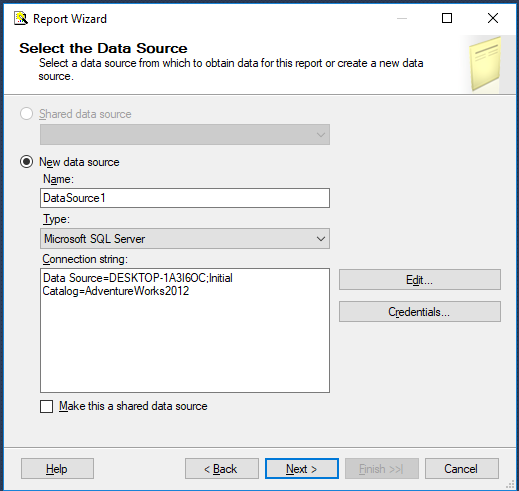 Report Wizard
Select the Data Source
Select a data source from which to obtain data for this report or create a new data
source.
Shared data source
New data source
Name:
DataSource1
Type:
Microsoft SQL Server
Connection string:
Data Source=DESKTOP-1A3I6OC;Initial
Catalog=AdventureWorks2012
Edit...
Credentials...
Make this a shared data source
Help
< Back
Next >
Finish >>|
Cancel